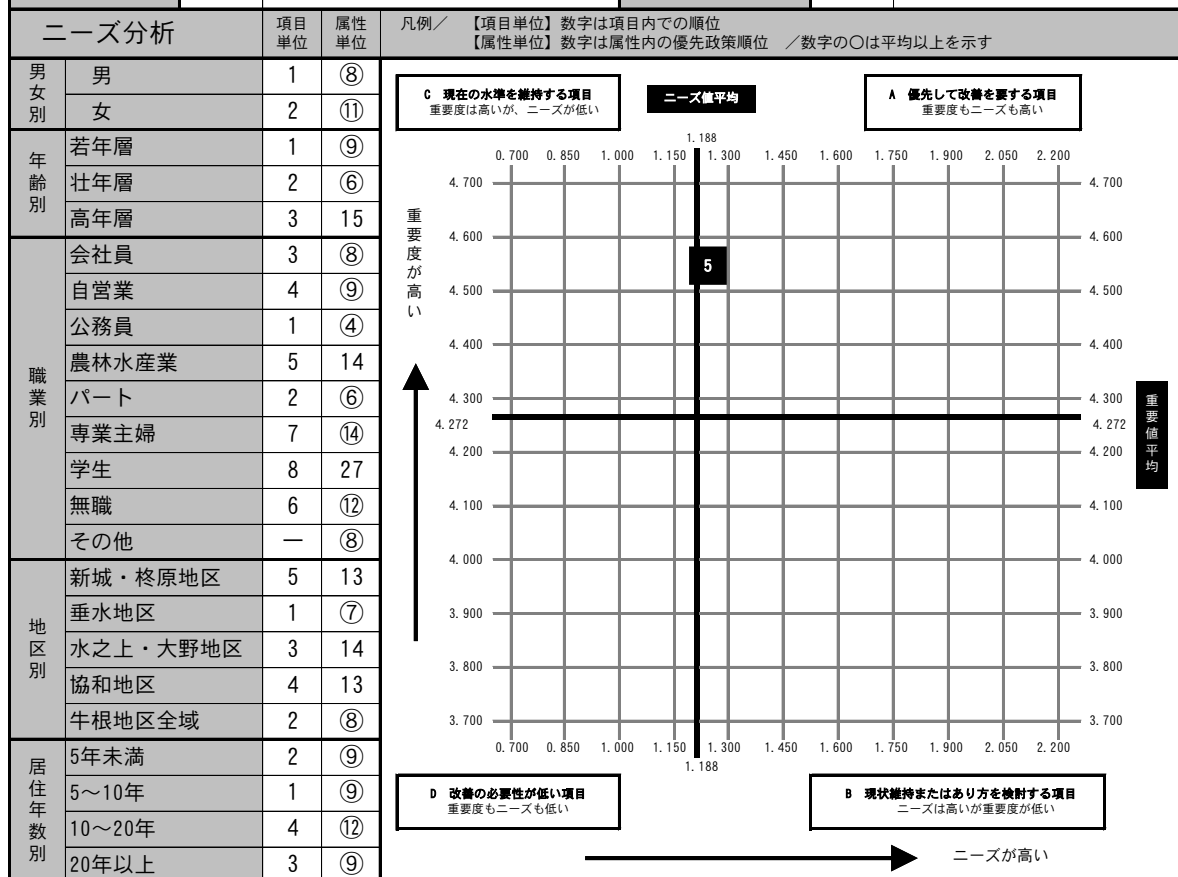 ニーズ分析 項目単位 属性単位
凡例／ 【項目単位】数字は項目内での順位
【属性単位】数字は属性内の優先政策順位 ／数字の〇は平均以上を示す
男女別
男 1 ⑧
女 2 ⑪
年齢別
若年層 1 ⑨
壮年層 2 ⑥
高年層 3 15
職業別
会社員 3 ⑧
自営業 4 ⑨
公務員 1 ④
農林水産業 5 14
パート 2 ⑥
専業主婦 7 ⑭
学生 8 27
無職 6 ⑫
その他 ― ⑧
地区別
新城・柊原地区 5 13
垂水地区 1 ⑦
水之上・大野地区 3 14
協和地区 4 13
牛根地区全域 2 ⑧
居住年数別
5年未満 2 ⑨
5～10年 1 ⑨
10～20年 4 ⑫
20年以上 3 ⑨
C 現在の水準を維持する項目
重要度は高いが、ニーズが低い
ニーズ値平均
A 優先して改善を要する項目
重要度もニーズも高い
1.188
0.700 0.850 1.000 1.150 1.300 1.450 1.600 1.750 1.900 2.050 2.200
重要度が高い
4.700 4.700
4.600 4.600
5
4.500 4.500
4.400 4.400
4.300 4.300
4.272 4.272
重要値平均
4.200 4.200
4.100 4.100
4.000 4.000
3.900 3.900
3.800 3.800
3.700 3.700
0.700 0.850 1.000 1.150 1.300 1.450 1.600 1.750 1.900 2.050 2.200
1.188
D 改善の必要性が低い項目
重要度もニーズも低い
B 現状維持またはあり方を検討する項目
ニーズは高いが重要度が低い
ニーズが高い